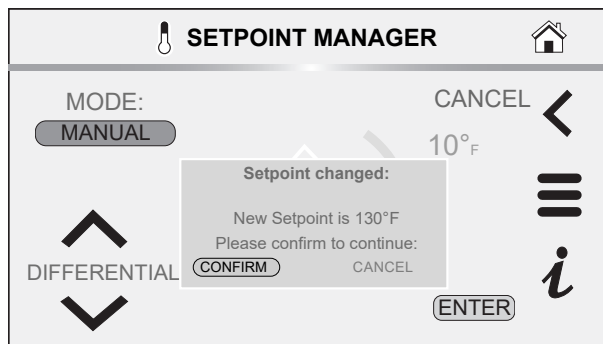 SETPOINT MANAGER
MODE:
MANUAL
CANCEL
10°F
Setpoint changed:
New Setpoint is 130°F
Please confirm to continue:
CONFIRM CANCEL
DIFFERENTIAL
ENTER
i